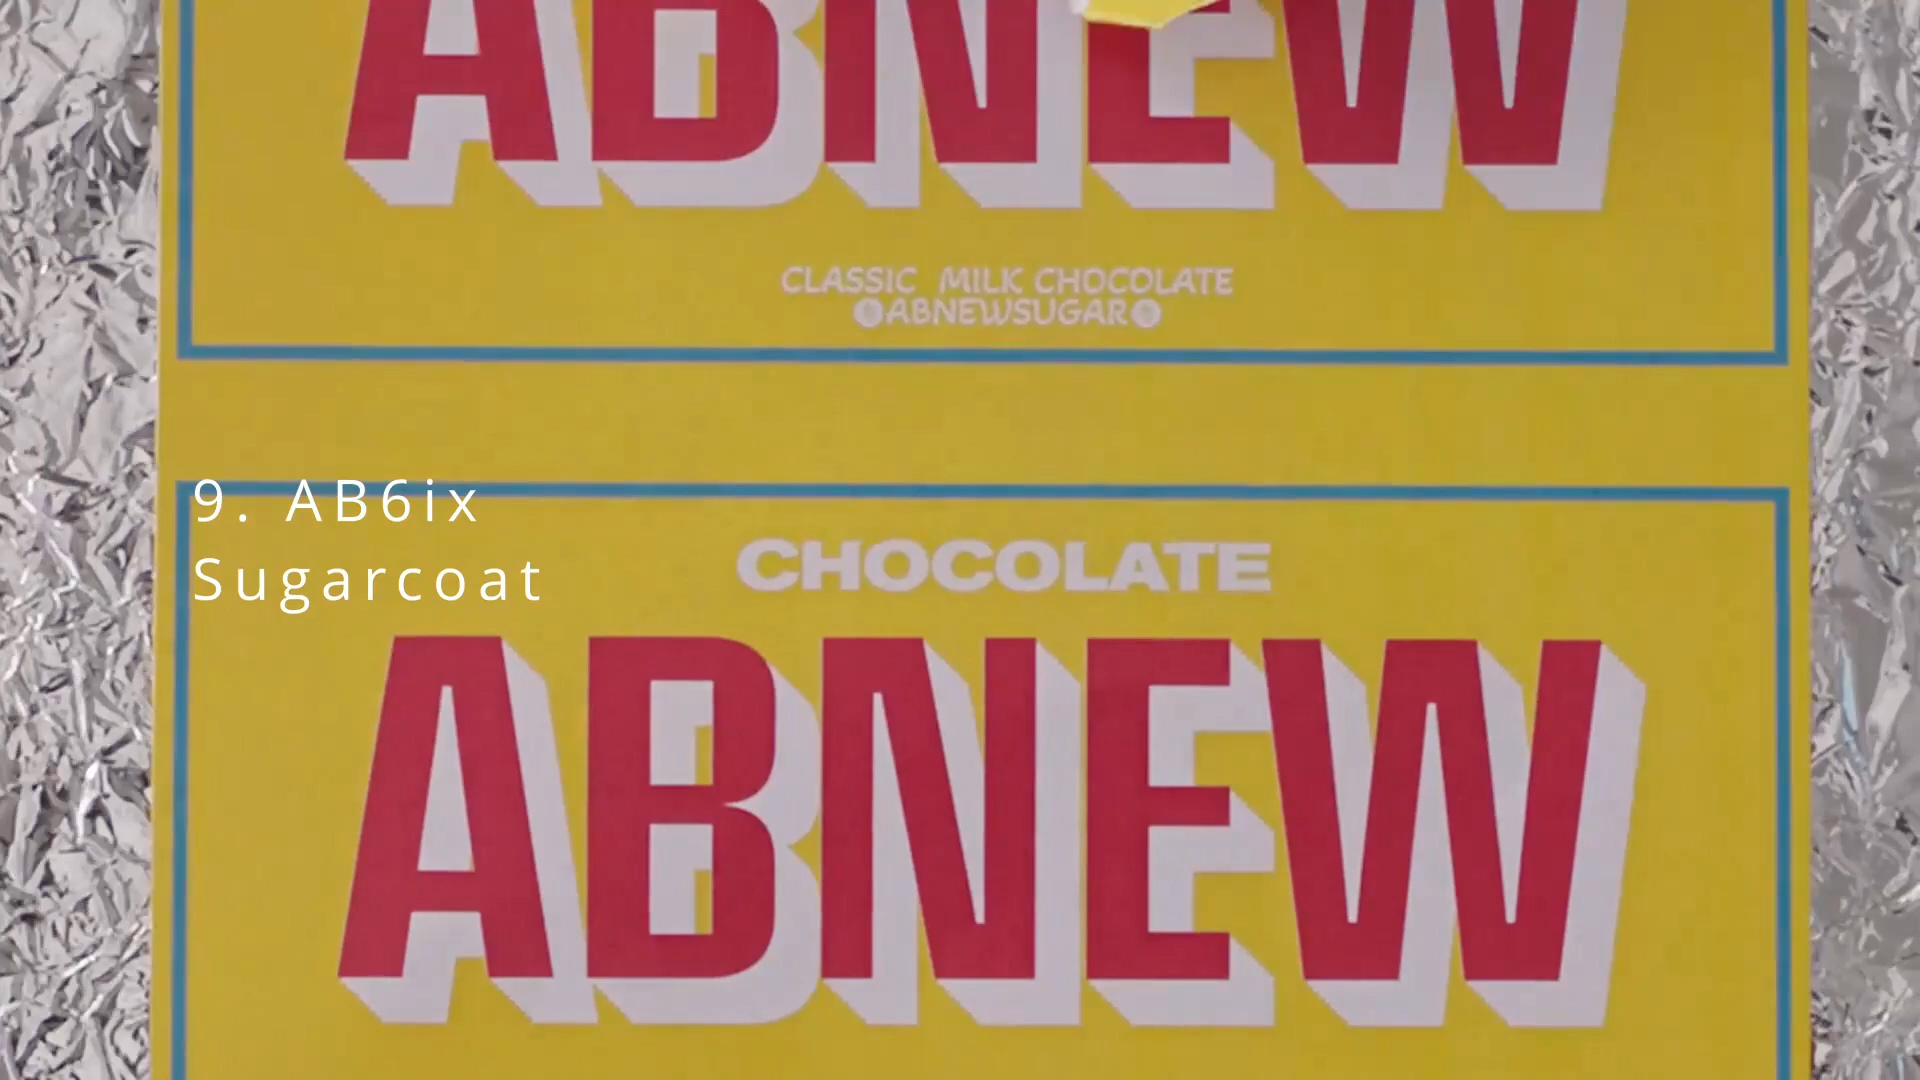 ABNEW
CLASSIC MILK CHOCOLATE
ABNEWSUGAR
9. AB6ix
Sugarcoat
CHOCOLATE
ABNEW